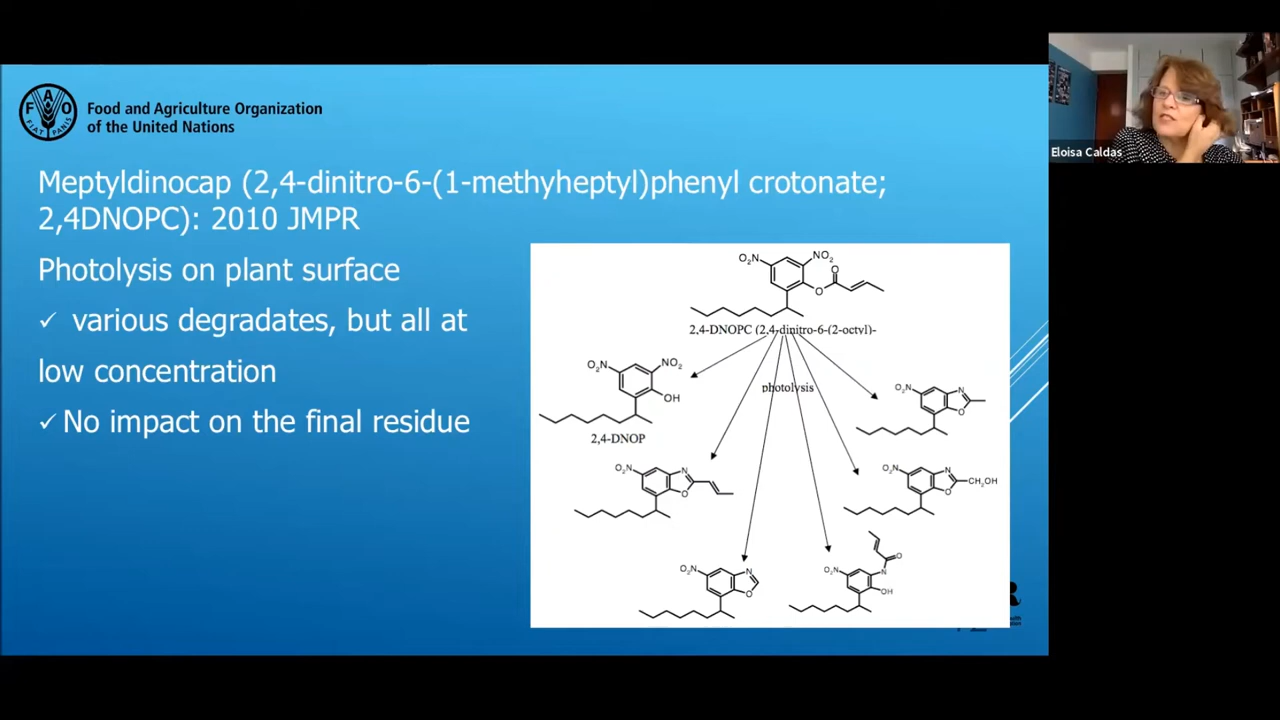 Food and Agriculture Organization
of the United Nations
Eloisa Caldas
Meptyldinocap (2,4-dinitro-6-(1-methyheptyl)phenyl crotonate;
2,4DNOPC): 2010 JMPR
Photolysis on plant surface
✓ various degradates, but all at
low concentration
✓ No impact on the final residue
O2N
NO2
O
O
2,4-DNOPC (2,4-dinitro-6-(2-octyl)-
photolysis
O2N
NO2
OH
2,4-DNOP
O2N
N
O
O2N
N
O
O2N
N
O
CH2OH
O2N
N
O
O2N
O
N
OH